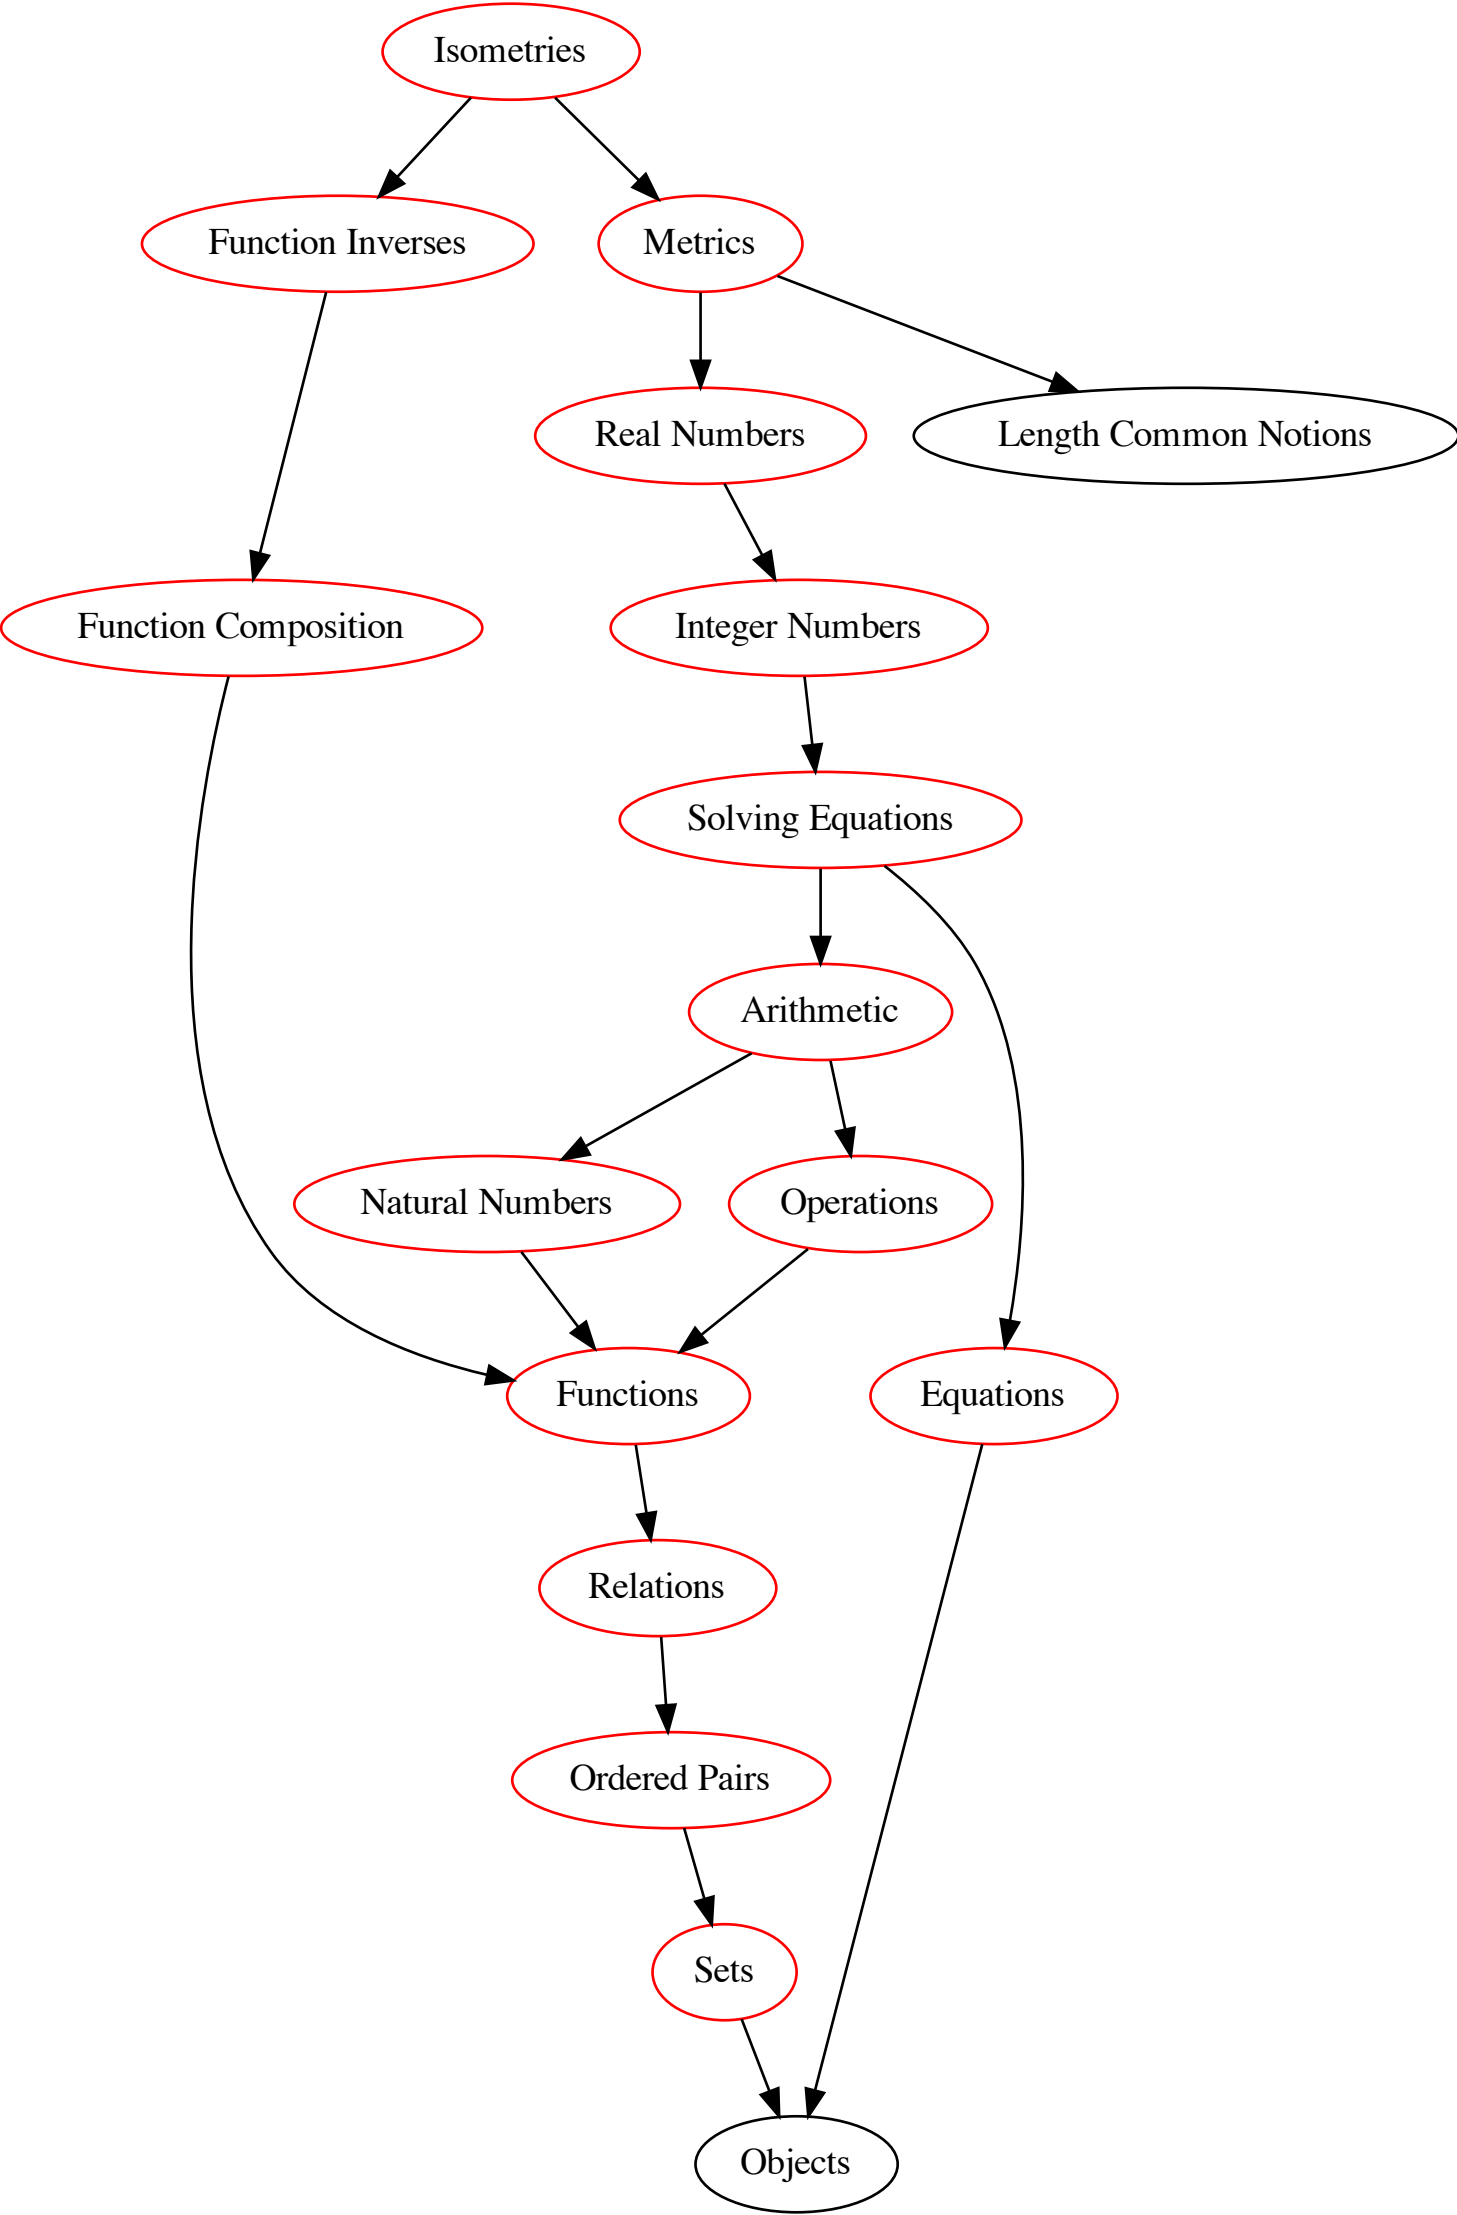 Isometries
Function Inverses
Metrics
Real Numbers
Length Common Notions
Function Composition
Integer Numbers
Solving Equations
Arithmetic
Natural Numbers
Operations
Functions
Equations
Relations
Ordered Pairs
Sets
Objects